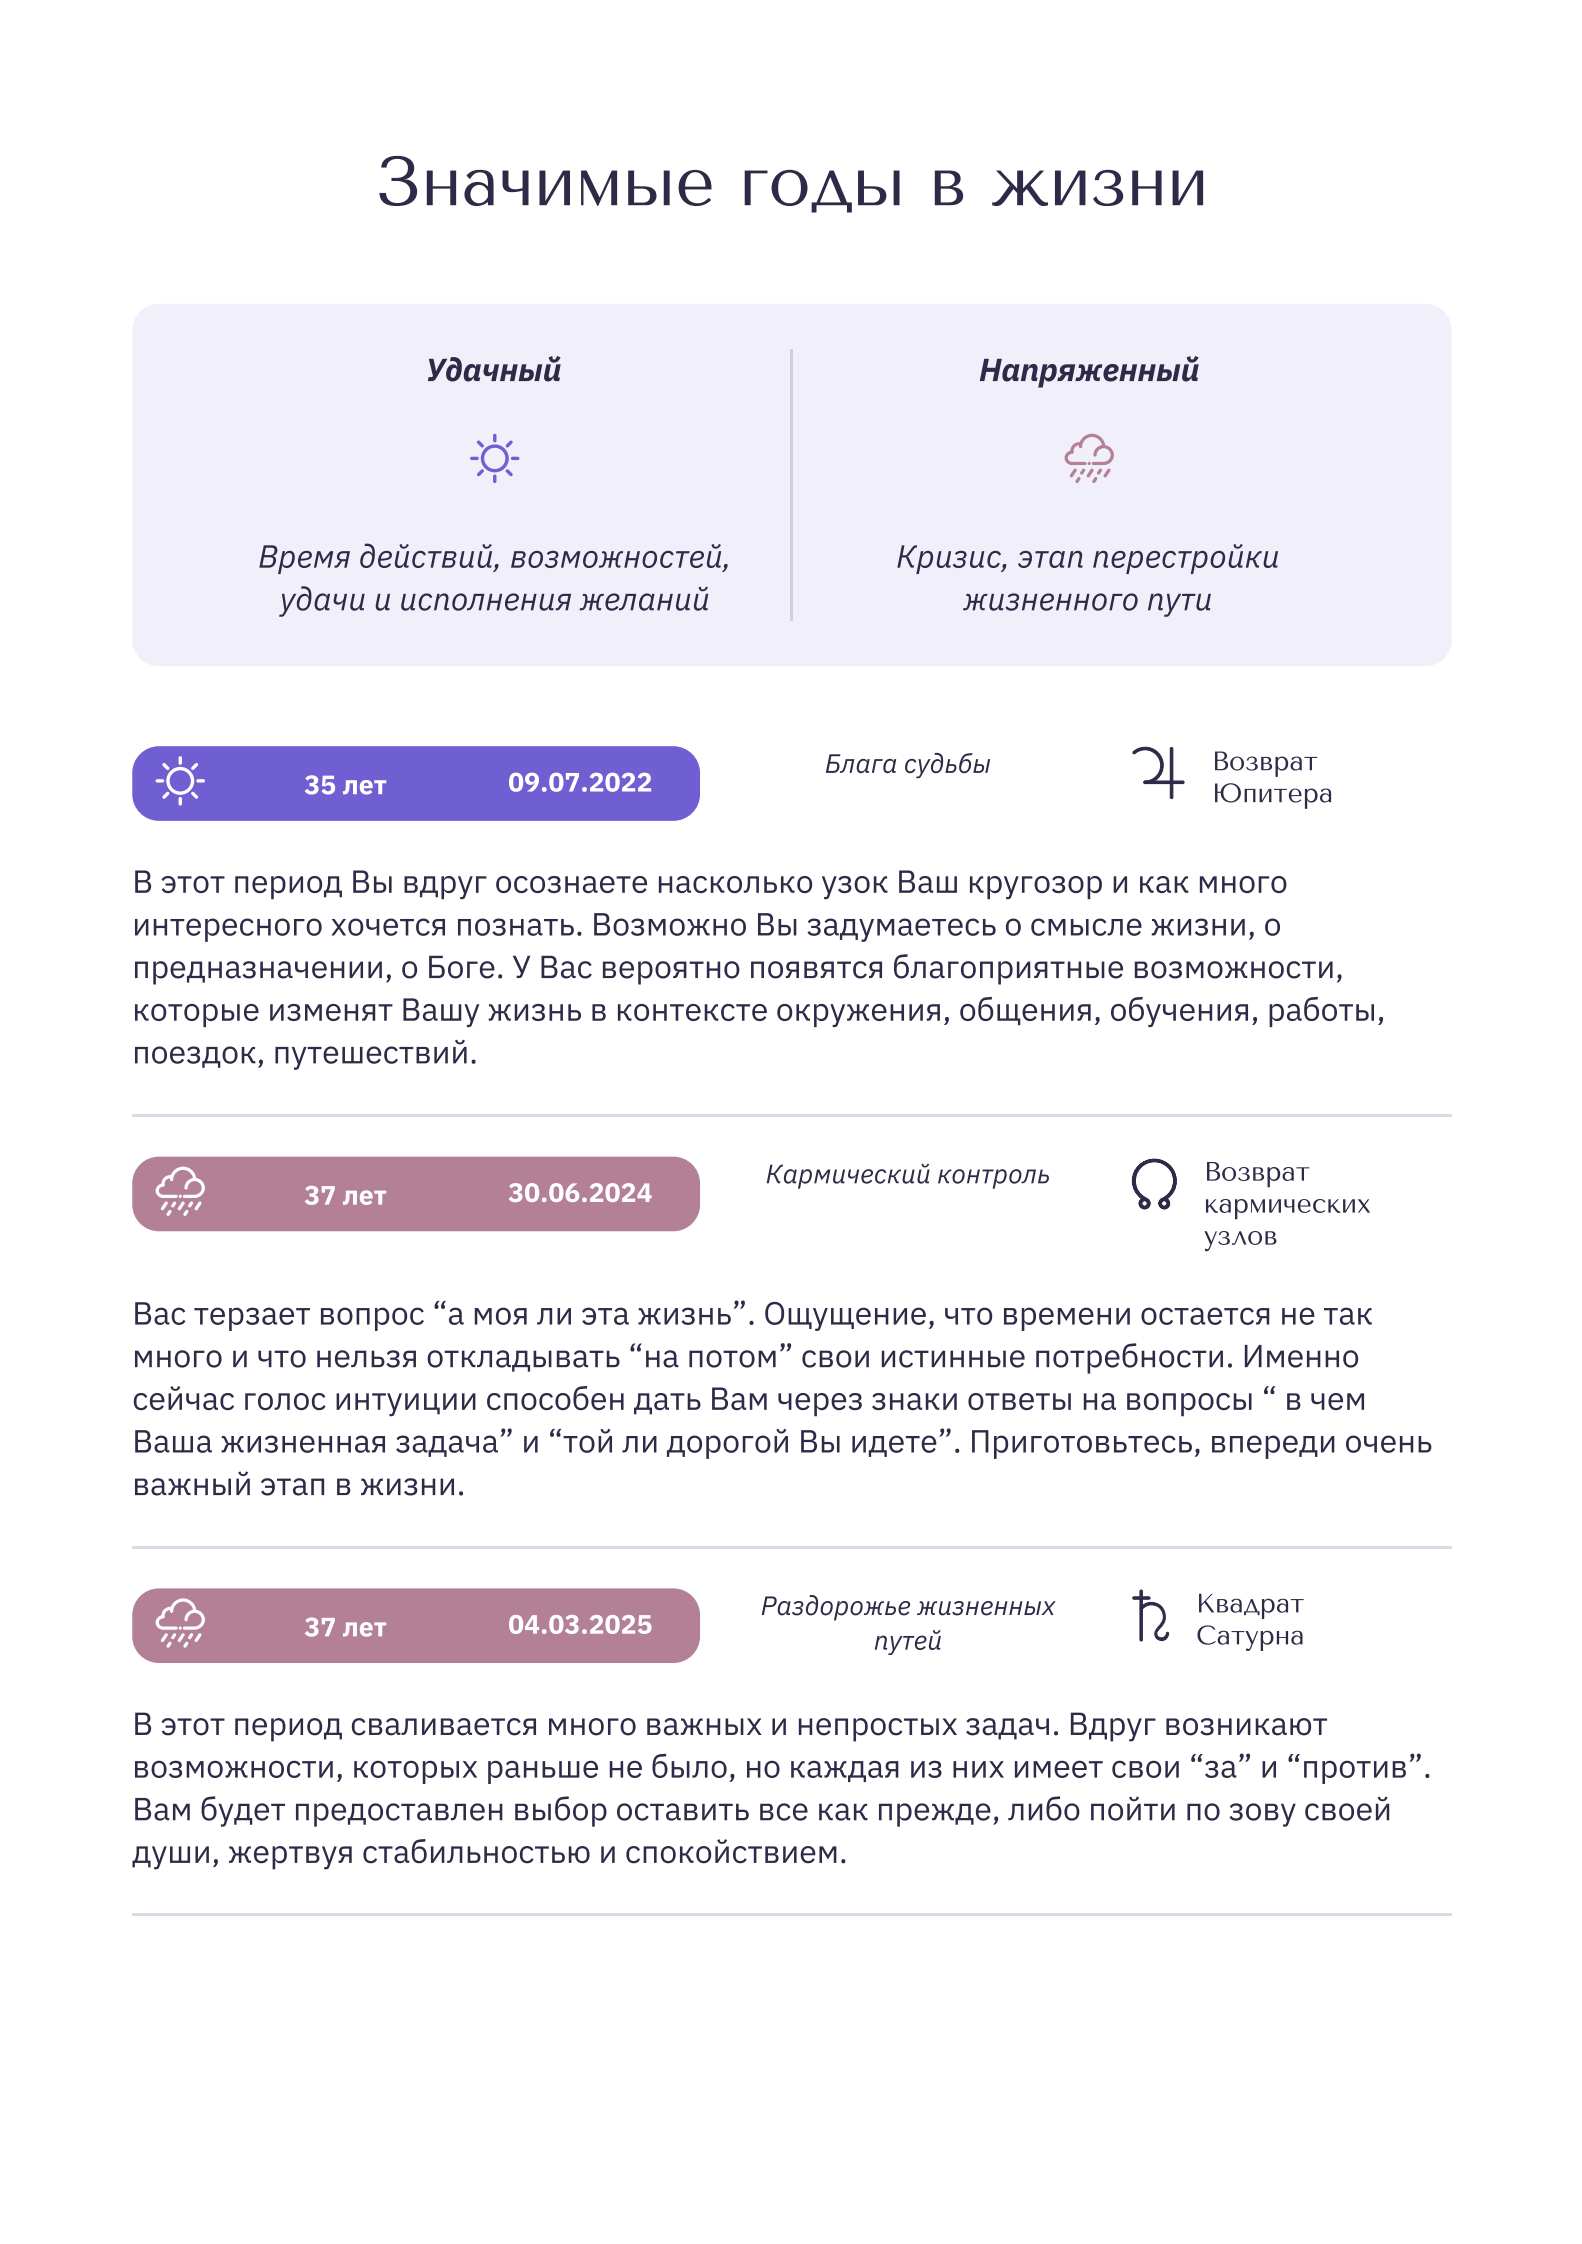 Значимые годы в жизни
Удачный
Время действий, возможностей,
удачи и исполнения желаний
Напряженный
Кризис, этап перестройки
жизненного пути
35 лет 09.07.2022
Блага судьбы
Возврат
Юпитера
В этот период Вы вдруг осознаете насколько узок Ваш кругозор и как много
интересного хочется познать. Возможно Вы задумаетесь о смысле жизни, о
предназначении, о Боге. У Вас вероятно появятся благоприятные возможности,
которые изменят Вашу жизнь в контексте окружения, общения, обучения, работы,
поездок, путешествий.
37 лет 30.06.2024
Кармический контроль
Возврат
кармических
узлов
Вас терзает вопрос “а моя ли эта жизнь”. Ощущение, что времени остается не так
много и что нельзя откладывать “на потом” свои истинные потребности. Именно
сейчас голос интуиции способен дать Вам через знаки ответы на вопросы “ в чем
Ваша жизненная задача” и “той ли дорогой Вы идете”. Приготовьтесь, впереди очень
важный этап в жизни.
37 лет 04.03.2025
Раздорожье жизненных
путей
Квадрат
Сатурна
В этот период сваливается много важных и непростых задач. Вдруг возникают
возможности, которых раньше не было, но каждая из них имеет свои “за” и “против”.
Вам будет предоставлен выбор оставить все как прежде, либо пойти по зову своей
души, жертвуя стабильностью и спокойствием.